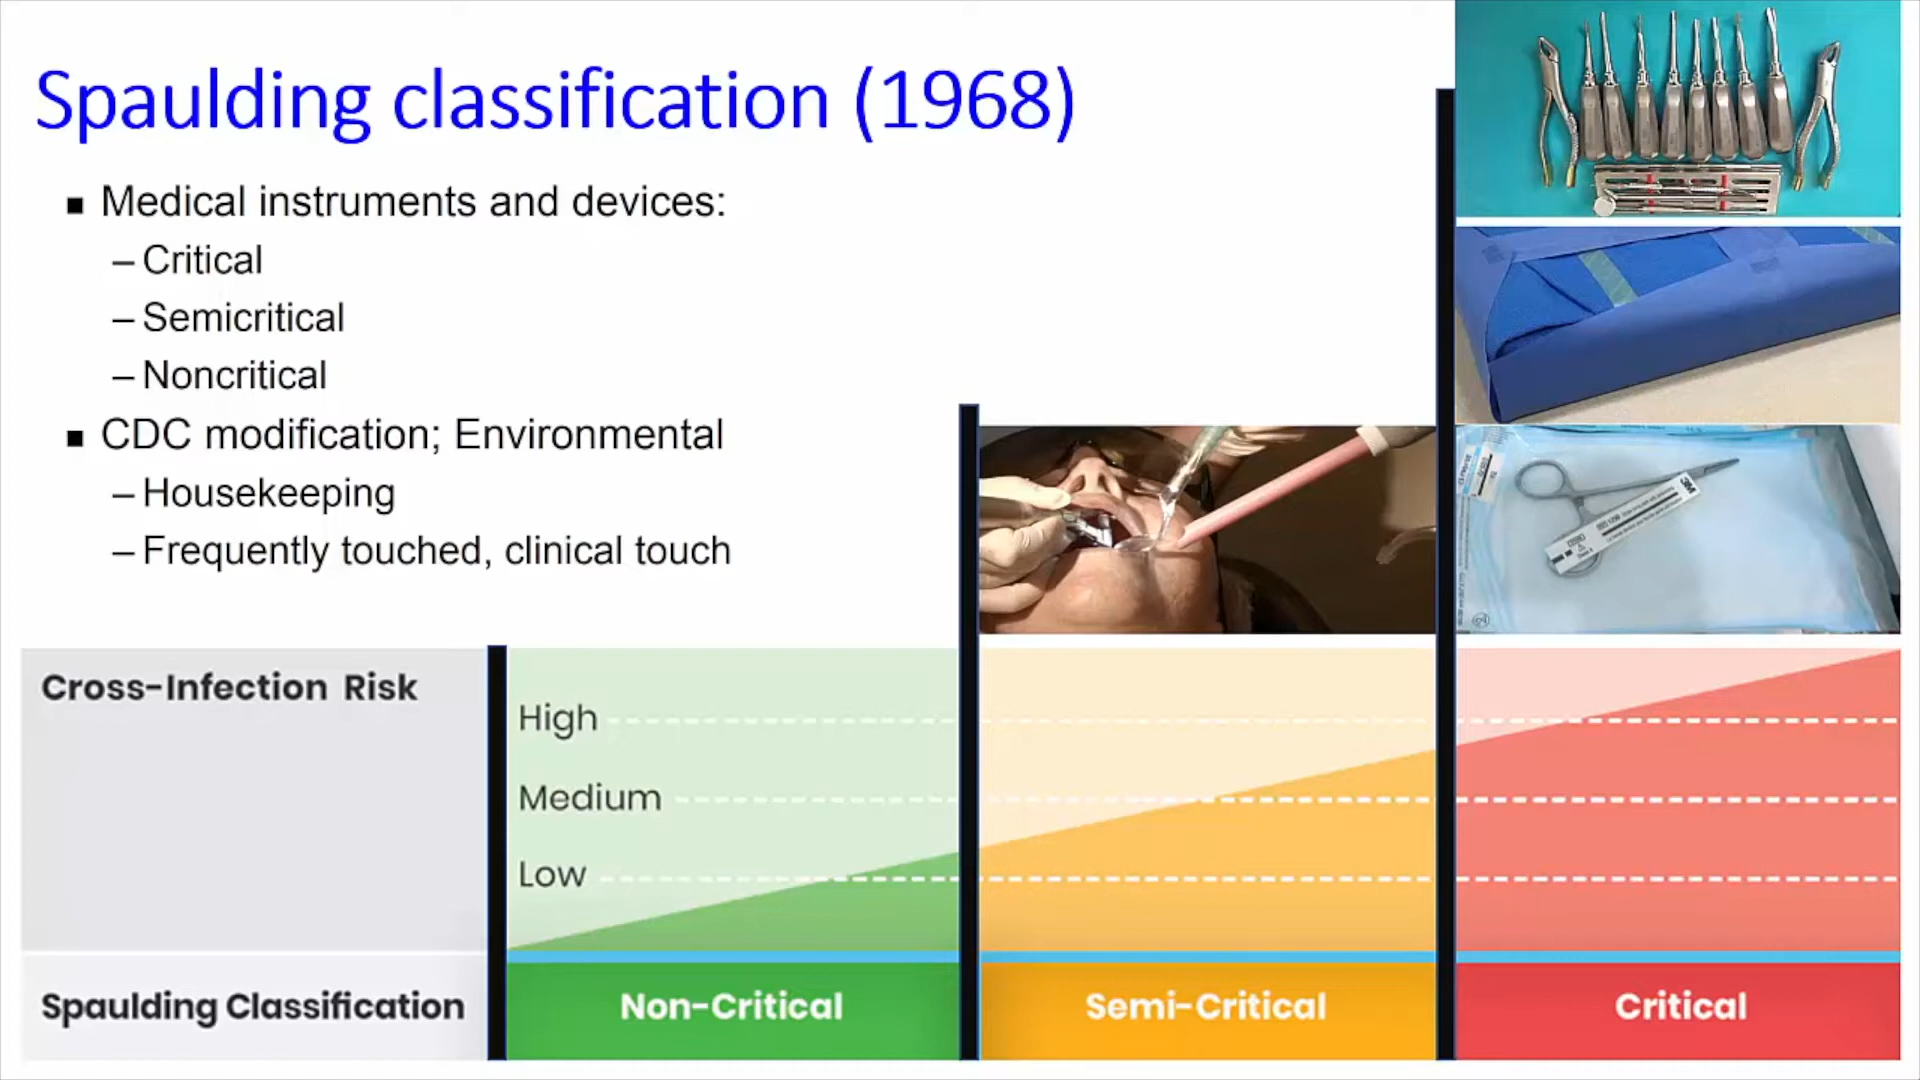 Spaulding classification (1968)
▪ Medical instruments and devices:
– Critical
– Semicritical
– Noncritical
▪ CDC modification; Environmental
– Housekeeping
– Frequently touched, clinical touch
Cross-Infection Risk
High
Medium
Low
Spaulding Classification
Non-Critical
Semi-Critical
Critical
3M